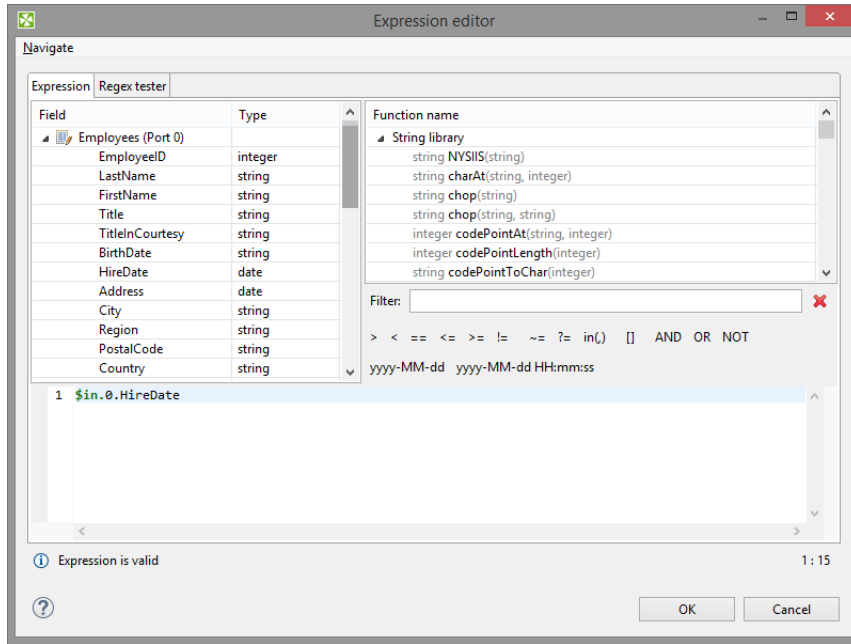 Expression editor
Navigate
Expression Regex tester
Field Type
Employees (Port 0)
EmployeeID integer
LastName string
FirstName string
Title string
TitleInCourtesy string
BirthDate string
HireDate date
Address date
City string
Region string
PostalCode string
Country string
Function name
String library
string NYSIIS(string)
string charAt(string, integer)
string chop(string)
string chop(string, string)
integer codePointAt(string, integer)
integer codePointLength(integer)
string codePointToChar(integer)
Filter:
> < == <= >= != ~= ?= in(,) [] AND OR NOT
yyyy-MM-dd yyyy-MM-dd HH:mm:ss
1 $in.0.HireDate
Expression is valid 1 : 15
? OK Cancel